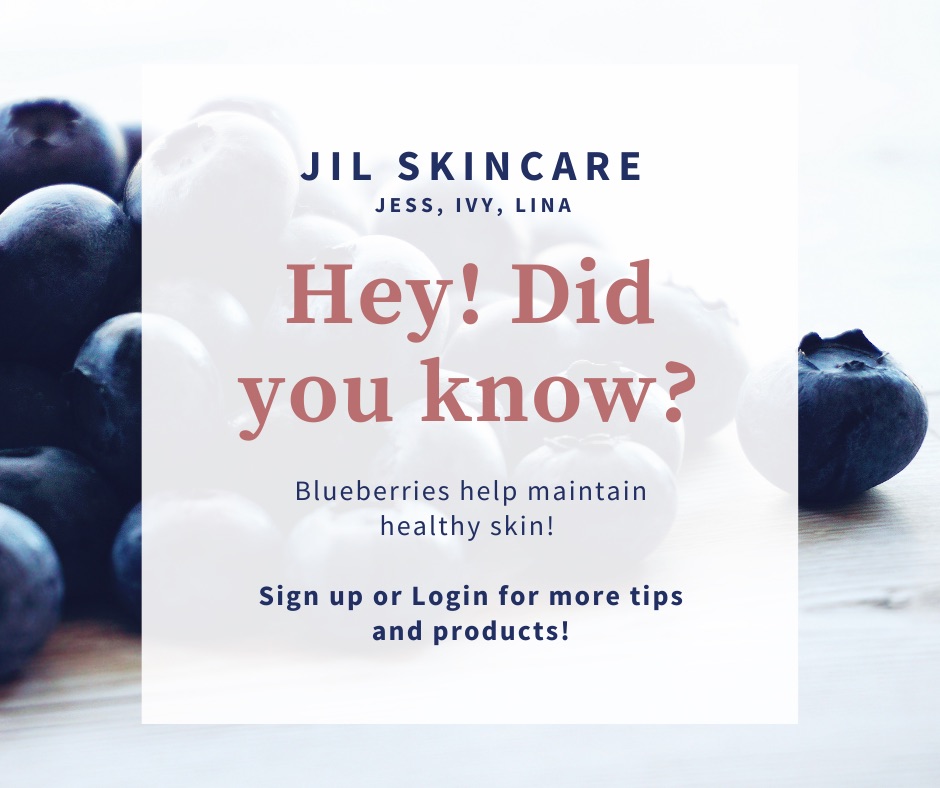 JIL SKINCARE
JESS, IVY, LINA
Hey! Did
you know?
Blueberries help maintain
healthy skin!
Sign up or Login for more tips
and products!